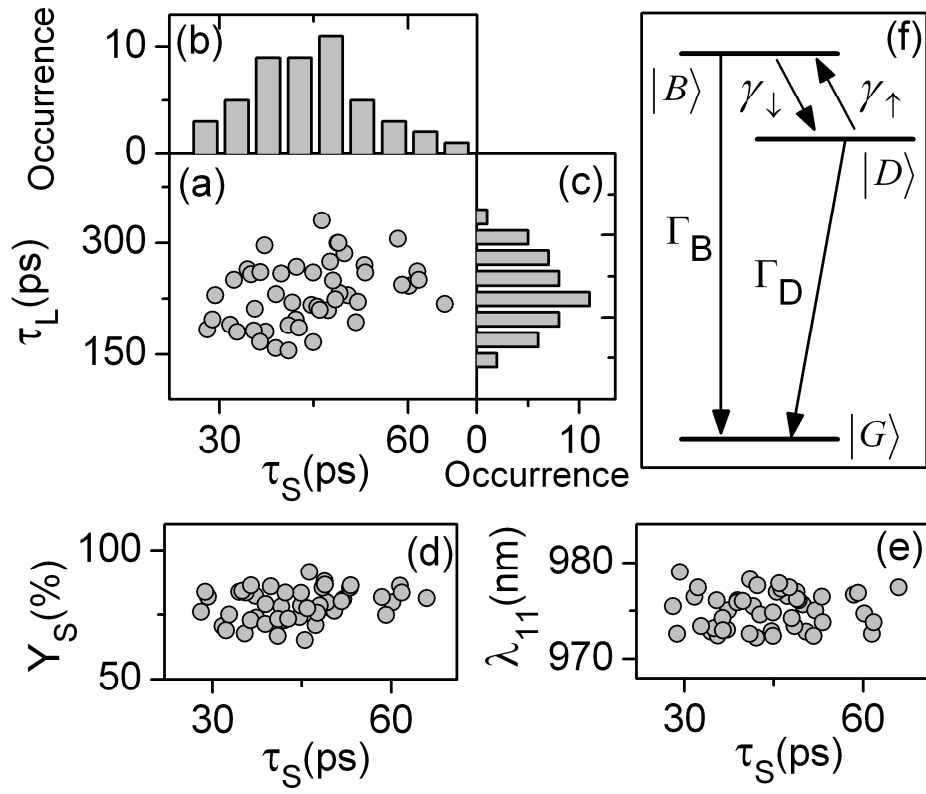 (b)
Occurrence
10
0
(a)
τL(ps)
300
150
30
60
τS(ps)
(c)
0
10
Occurrence
(f)
|B⟩
γ↓
γ↑
|D⟩
ΓB
ΓD
|G⟩
(d)
YS(%)
100
50
30
60
τS(ps)
(e)
λ11(nm)
980
970
30
60
τS(ps)